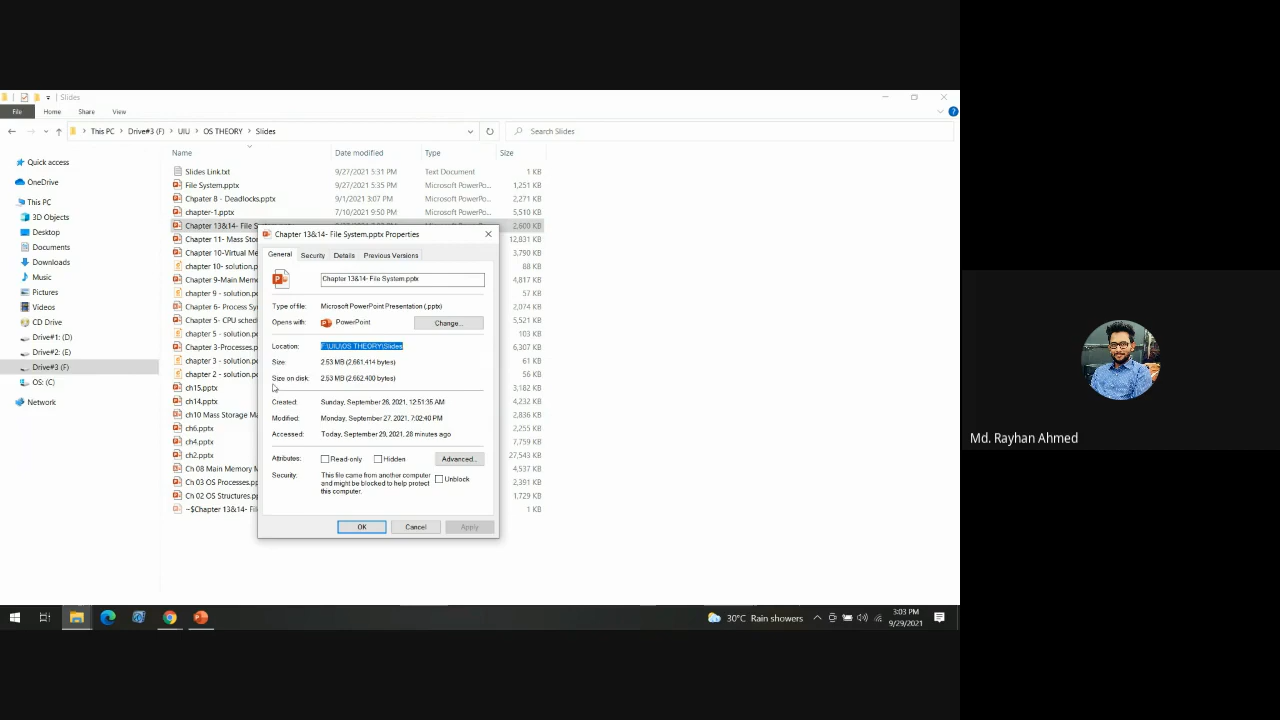 Slides
File Home Share View
This PC Drive#3 (F) UIU OS THEORY Slides
Search Slides
Name Date modified Type Size
Quick access
OneDrive
This PC
3D Objects
Desktop
Documents
Downloads
Music
Pictures
Videos
CD Drive
Drive#1: (D)
Drive#2: (E)
Drive#3 (F)
OS: (C)
Network
Slides Link.txt 9/27/2021 5:31 PM Text Document 1 KB
File System.pptx 9/27/2021 5:35 PM Microsoft PowerPo... 1,251 KB
Chpater 8 - Deadlocks.pptx 9/1/2021 3:07 PM Microsoft PowerPo... 2,271 KB
chapter-1.pptx 7/10/2021 9:50 PM Microsoft PowerPo... 5,510 KB
Chapter 13&14- File S 2,600 KB
Chapter 11- Mass Sto 12,831 KB
Chapter 10-Virtual Me 3,790 KB
chapter 10- solution.p 88 KB
Chapter 9-Main Memo 4,817 KB
chapter 9 - solution.pc 57 KB
Chapter 6- Process Sy 2,074 KB
Chapter 5- CPU sched 5,521 KB
chapter 5 - solution.pc 103 KB
Chapter 3-Processes.p 6,307 KB
chapter 3 - solution.pc 61 KB
chapter 2 - solution.pc 56 KB
ch15.pptx 3,182 KB
ch14.pptx 4,232 KB
ch10 Mass Storage Ma 2,836 KB
ch6.pptx 2,255 KB
ch4.pptx 7,759 KB
ch2.pptx 27,543 KB
Ch 08 Main Memory M 4,537 KB
Ch 03 OS Processes.pp 2,391 KB
Ch 02 OS Structures.pp 1,729 KB
~$Chapter 13&14- Fil 1 KB
Chapter 13&14- File System.pptx Properties
General Security Details Previous Versions
Chapter 13&14- File System.pptx
Type of file: Microsoft PowerPoint Presentation (.pptx)
Opens with: PowerPoint Change...
Location: F:\UIU\OS THEORY\Slides
Size: 2.53 MB (2,661,414 bytes)
Size on disk: 2.53 MB (2,662,400 bytes)
Created: Sunday, September 26, 2021, 12:51:35 AM
Modified: Monday, September 27, 2021, 7:02:40 PM
Accessed: Today, September 29, 2021, 28 minutes ago
Attributes: Read-only Hidden Advanced...
Security: This file came from another computer
and might be blocked to help protect
this computer.
Unblock
OK Cancel Apply
30°C Rain showers
3:03 PM
9/29/2021
Md. Rayhan Ahmed